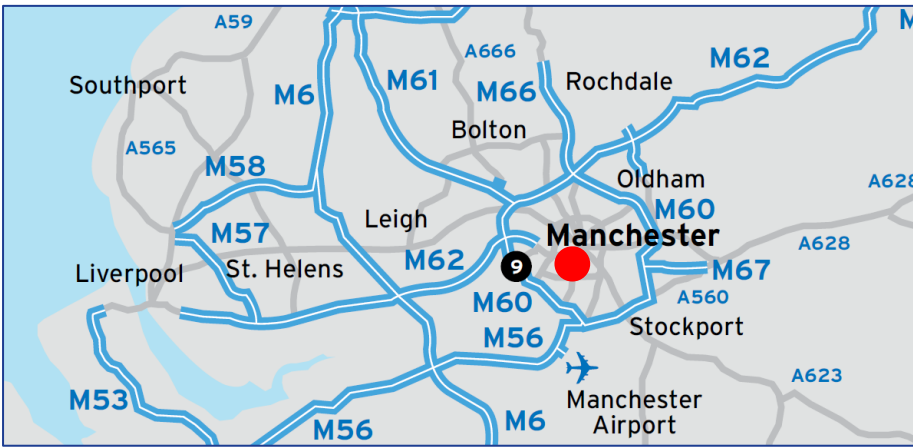 A59
M
A666
M62
Southport
M6
M61
M66
Rochdale
Bolton
A565
M58
Oldham
A628
Leigh
M60
M57
Manchester
A628
Liverpool
St. Helens
M62
9
M67
M60
A560
M56
Stockport
M53
Manchester
Airport
A623
M56
M6